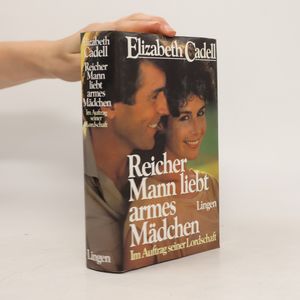 Elizabeth
Cadell
Reicher
Mann
liebt
armes
Mädchen
Im Auftrag
seiner
Lordschaft
Lingen
Elizabeth Cadell
Reicher
Mann liebt
armes
Mädchen
Lingen
Im Auftrag seiner Lordschaft